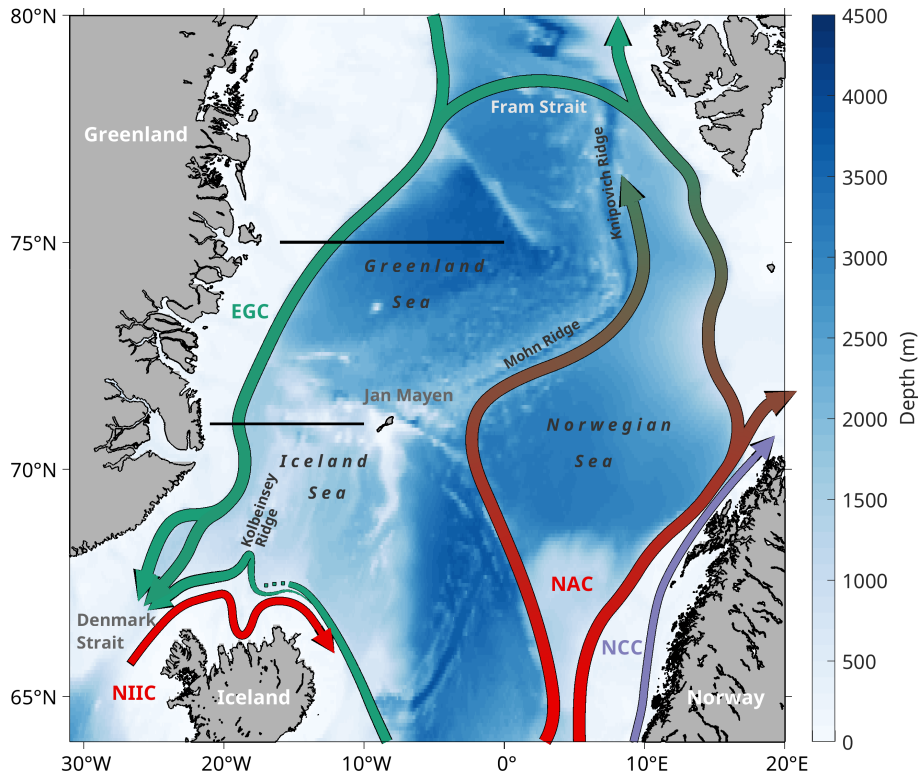 80°N
75°N
70°N
65°N
30°W
20°W
10°W
0
10°E
20°E
Greenland
Fram Strait
Knipovich Ridge
Greenland
Sea
EGC
Mohn Ridge
Jan Mayen
Norwegian
Sea
Iceland
Sea
Kolbeinsey
Ridge
NAC
Denmark
Strait
NCC
NIIC
Iceland
Norway
4500
4000
3500
3000
2500
2000
1500
1000
500
0
Depth (m)